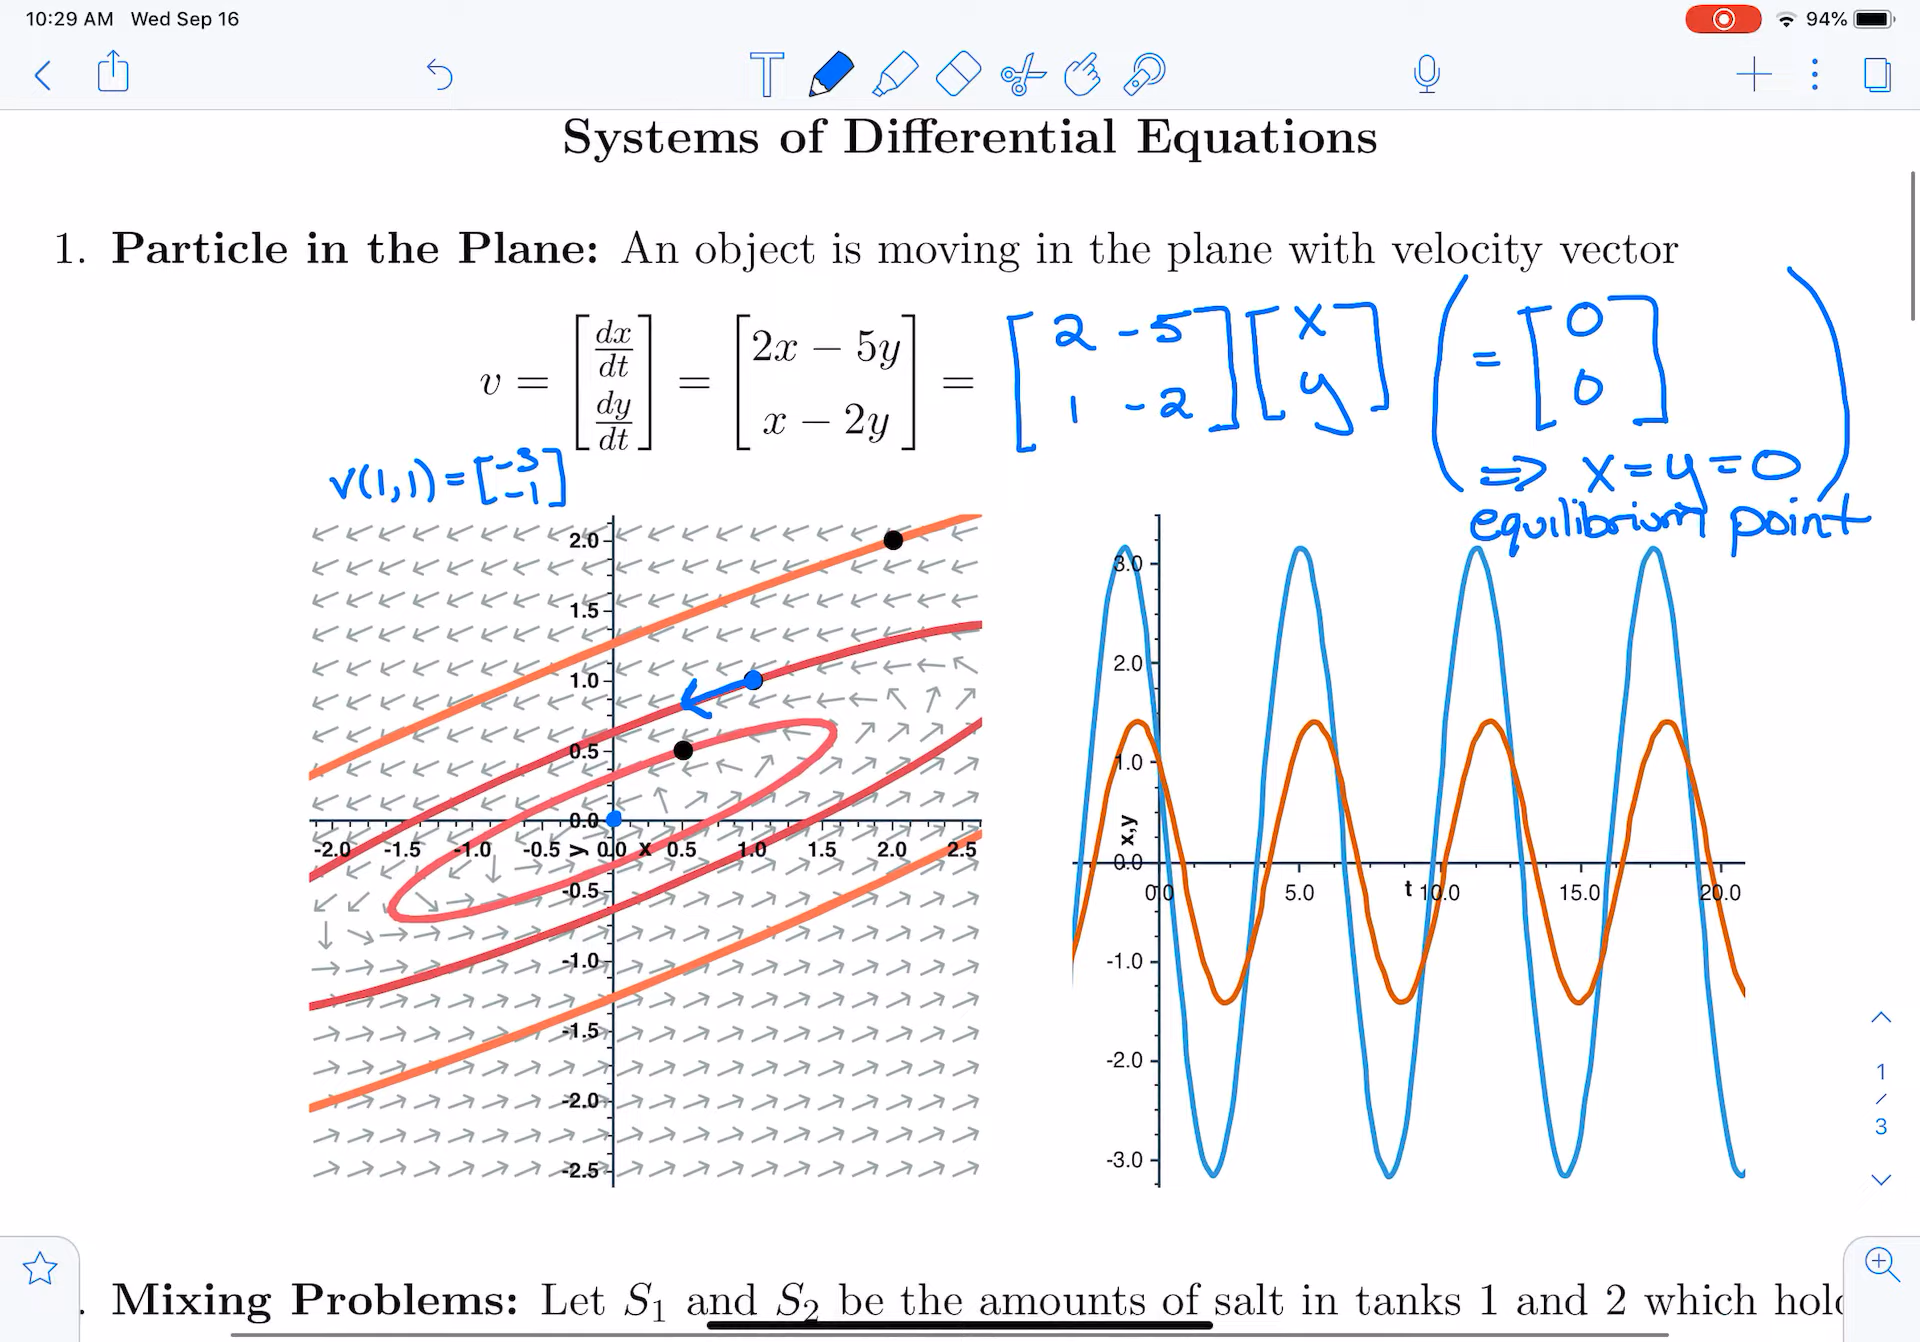 10:29 AM Wed Sep 16
94%
Systems of Differential Equations
1. Particle in the Plane: An object is moving in the plane with velocity vector
v = [dx/dt dy/dt] = [2x − 5y x − 2y] = [2 -5 1 -2] [x y] ( = [0 0]
⟹ x = y = 0 )
equilibrium point
v(1,1) = [-3 -1]
2.0
1.5
1.0
0.5
0.0
-2.0 -1.5 -1.0 -0.5 y 0.0 x 0.5 1.0 1.5 2.0 2.5
-0.5
-1.0
-1.5
-2.0
-2.5
3.0
2.0
1.0
x,y
0.0
0.0 5.0 t 10.0 15.0 20.0
-1.0
-2.0
-3.0
1
/
3
. Mixing Problems: Let S₁ and S₂ be the amounts of salt in tanks 1 and 2 which hold